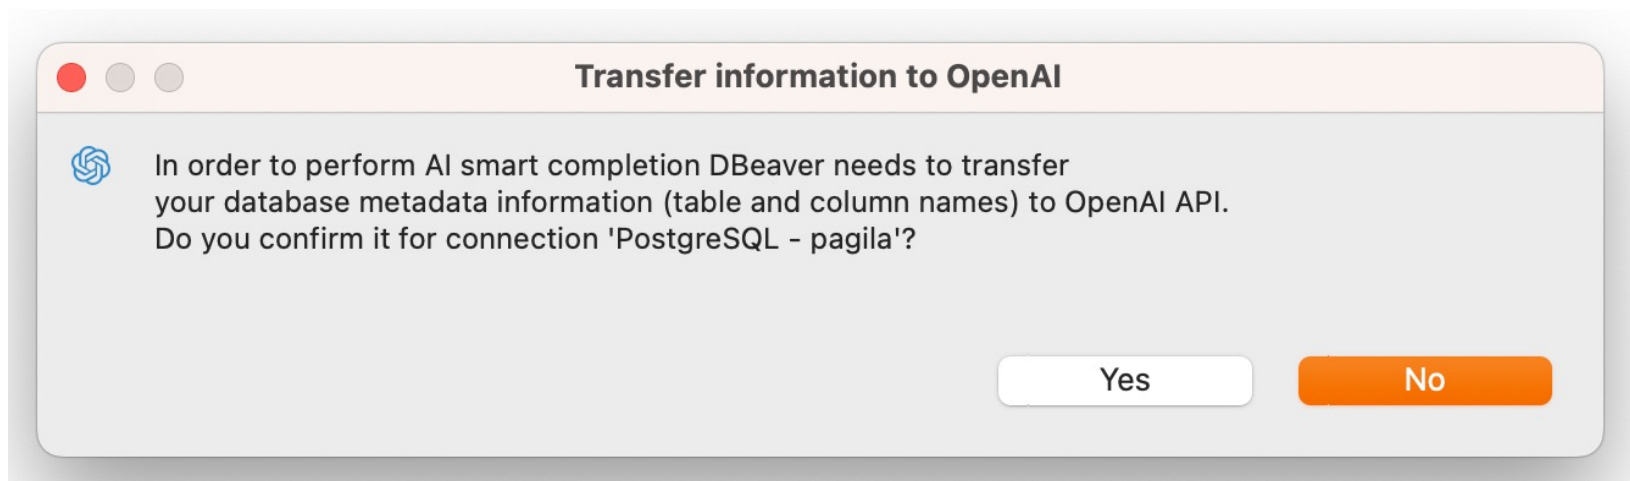 Transfer information to OpenAI
In order to perform AI smart completion DBeaver needs to transfer
your database metadata information (table and column names) to OpenAI API.
Do you confirm it for connection 'PostgreSQL - pagila'?
Yes
No